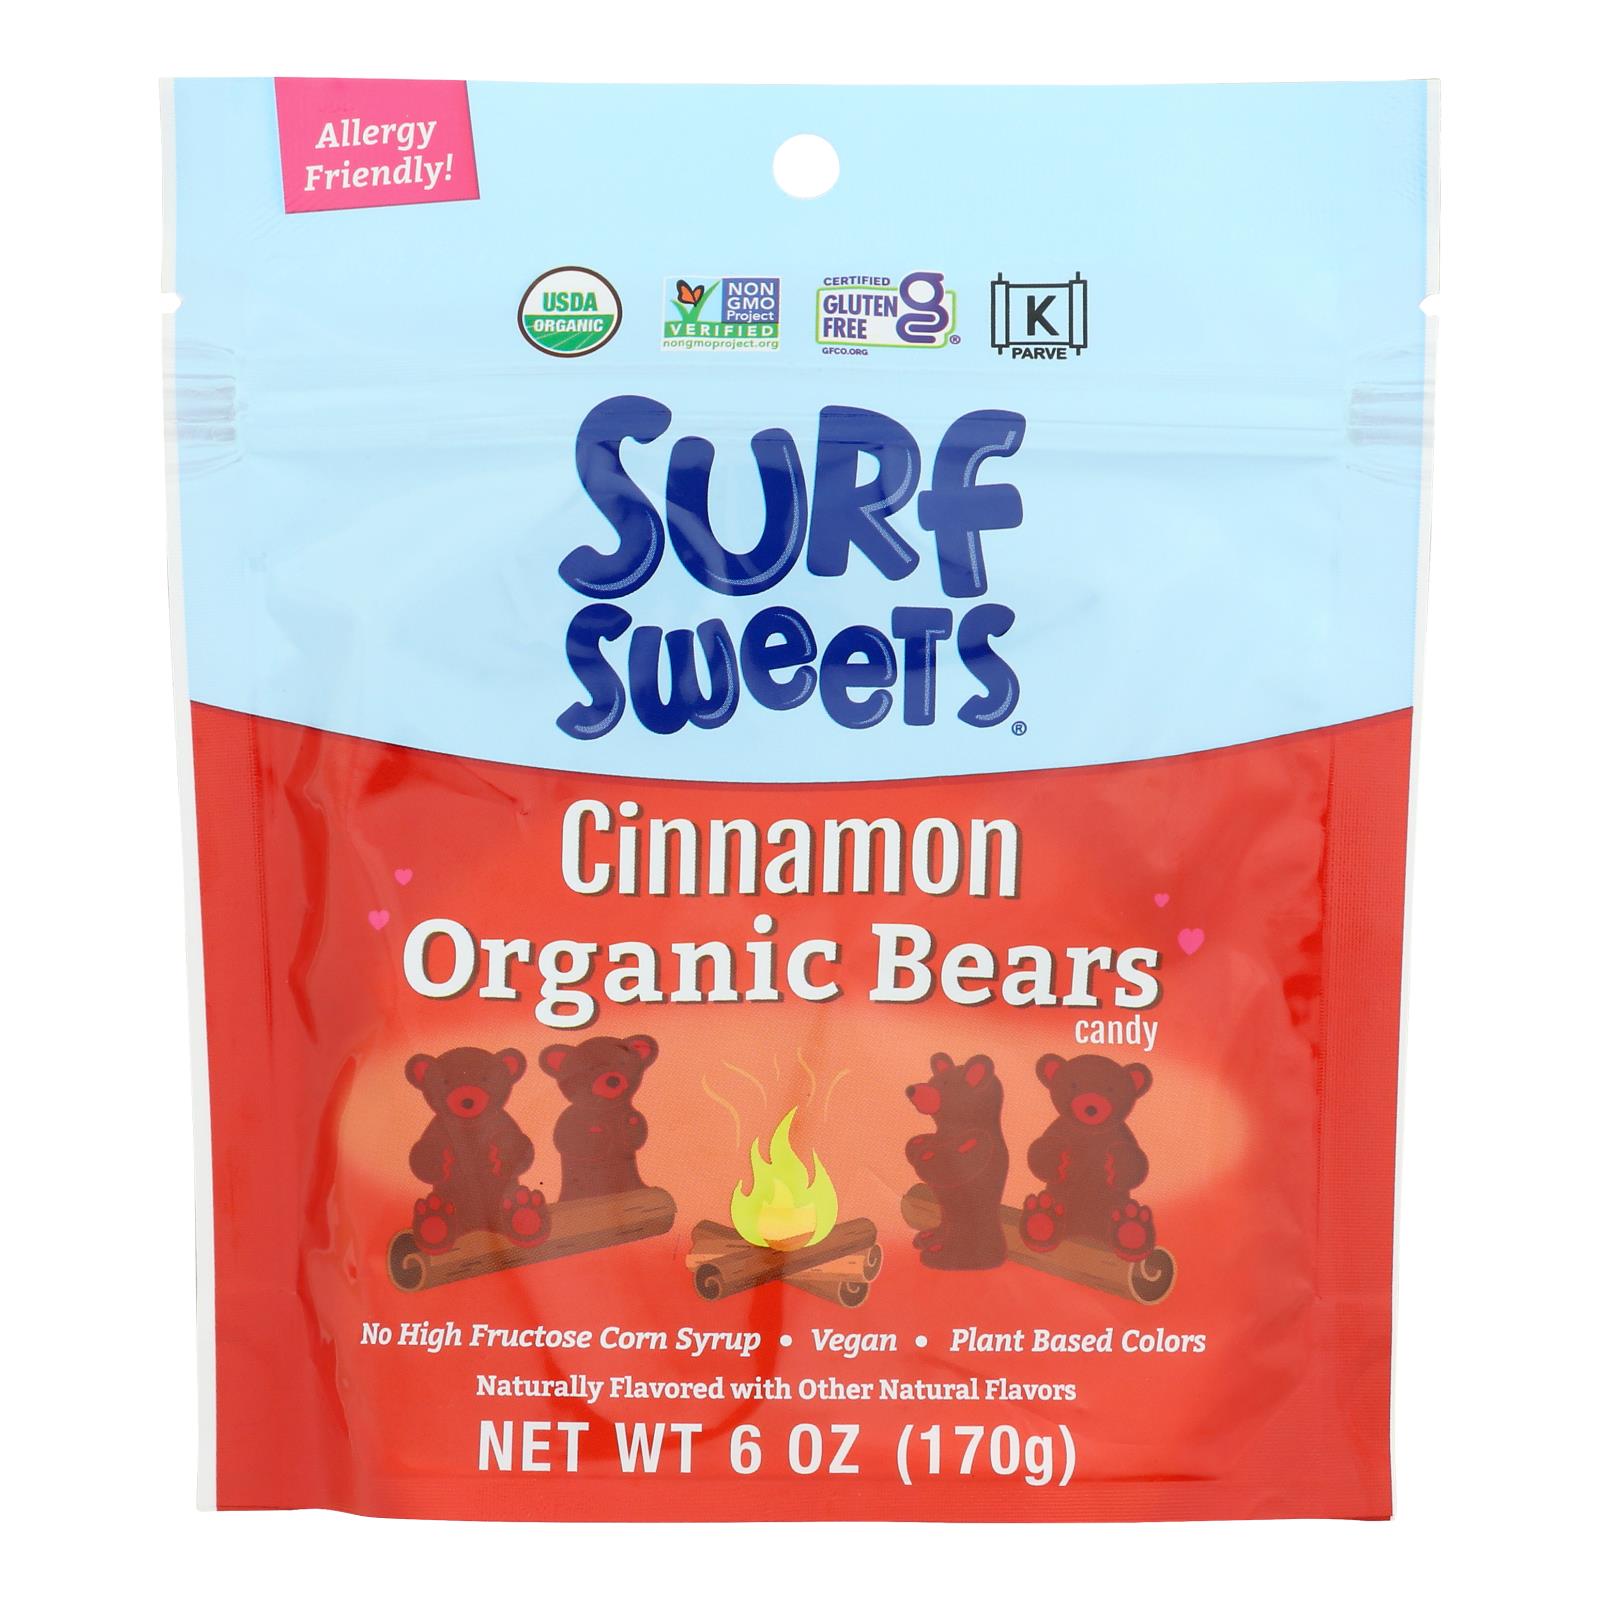 Allergy
Friendly!
USDA
ORGANIC
NON
GMO
Project
VERIFIED
nongmoproject.org
CERTIFIED
GLUTEN
FREE
g
®
GFCO.ORG
K
PARVE
SURF
SWEETS
®
Cinnamon
Organic Bears
candy
No High Fructose Corn Syrup • Vegan • Plant Based Colors
Naturally Flavored with Other Natural Flavors
NET WT 6 OZ (170g)